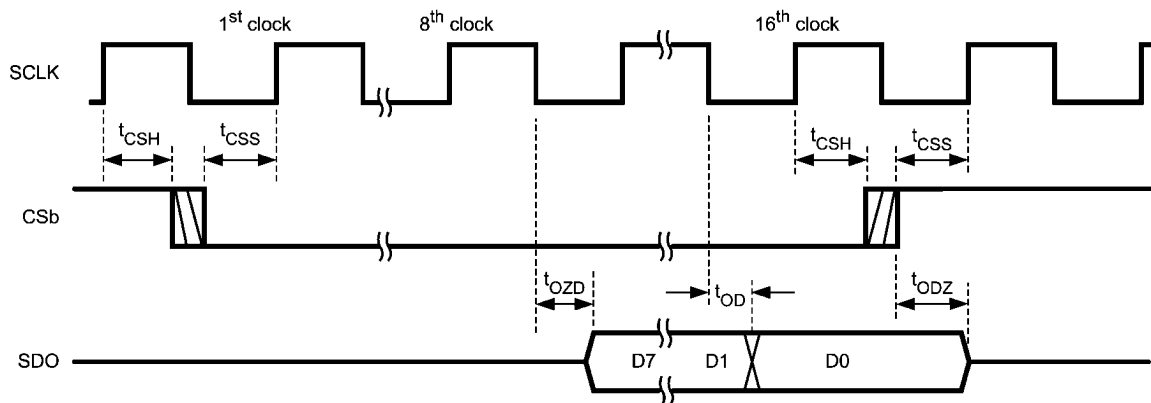 1st clock 8th clock 16th clock
SCLK
tCSH tCSS tCSH tCSS
CSb
tOZD tOD tODZ
SDO D7 D1 D0